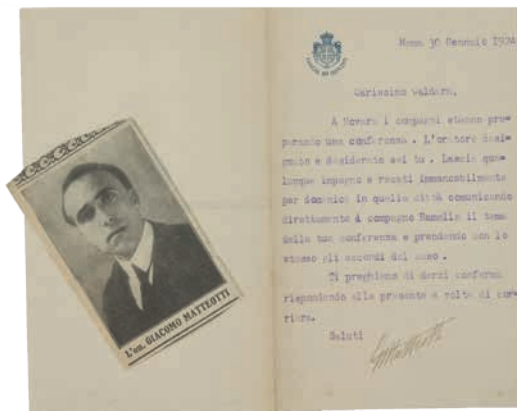 L'on. GIACOMO MATTEOTTI
Roma 30 Gennaio 1924
Carissimo Valdara,
A Novara i compagni stanno pre=
parando una conferenza. L'oratore desi=
gnato e desiderato sei tu. Lascia qua=
lunque impegno e recati immancabilmente
per domenica in quella città comunicando
direttamente à compagno Ramella il tema
della tua conferenza e prendendo con lo
stesso gli accordi del caso.
Ti preghiamo di darci conferma
rispondendo alla presente a volta di cor=
riere.
Saluti
GMatteotti